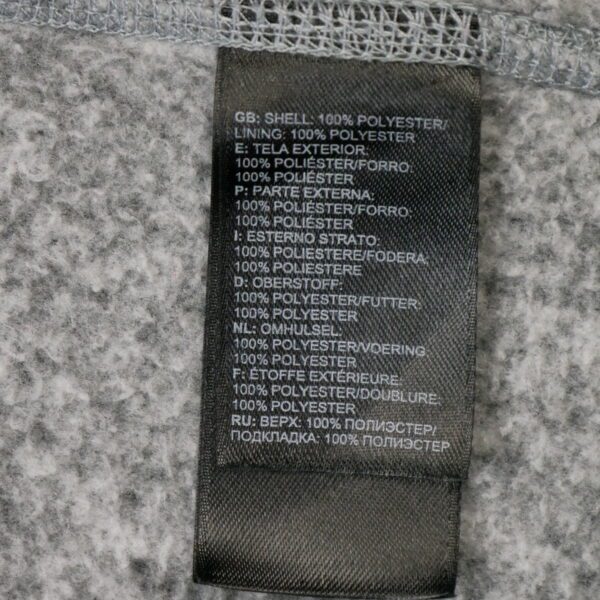 GB: SHELL: 100% POLYESTER/
LINING: 100% POLYESTER
E: TELA EXTERIOR:
100% POLIÉSTER/FORRO:
100% POLIÉSTER
P: PARTE EXTERNA:
100% POLIÉSTER/FORRO:
100% POLIÉSTER
I: ESTERNO STRATO:
100% POLIESTERE/FODERA:
100% POLIESTERE
D: OBERSTOFF:
100% POLYESTER/FUTTER:
100% POLYESTER
NL: OMHULSEL:
100% POLYESTER/VOERING
100% POLYESTER
F: ÉTOFFE EXTÉRIEURE:
100% POLYESTER/DOUBLURE:
100% POLYESTER
RU: ВЕРХ: 100% ПОЛИЭСТЕР/
ПОДКЛАДКА: 100% ПОЛИЭСТЕР